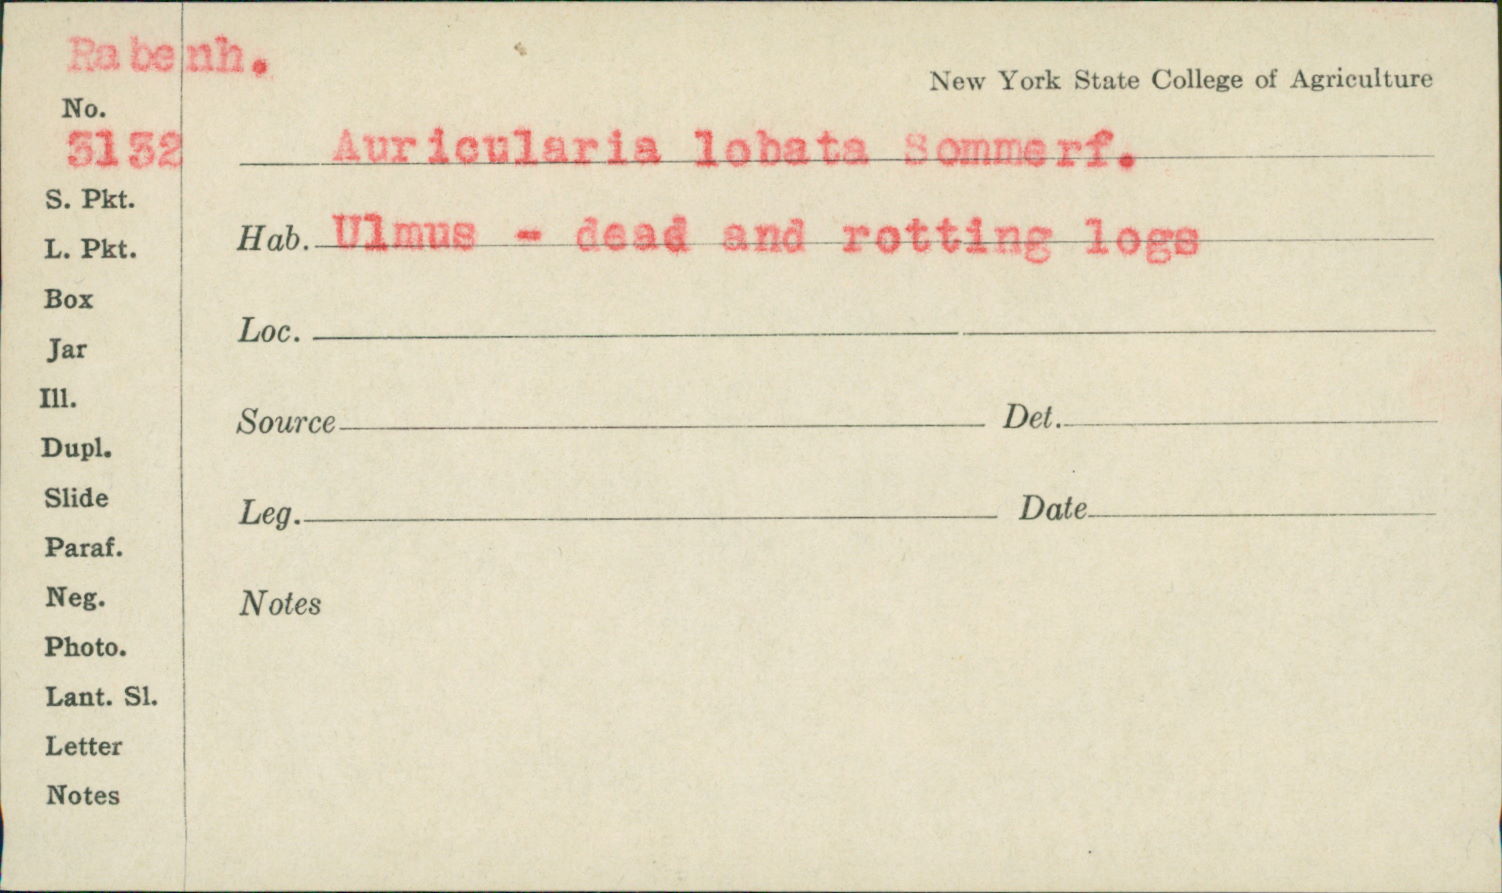 Rabenh.
New York State College of Agriculture
No.
3132 Auricularia lobata Sommerf.
S. Pkt.
Hab. Ulmus - dead and rotting logs
L. Pkt.
Box
Loc.
Jar
Ill.
Source Det.
Dupl.
Slide
Leg. Date
Paraf.
Neg.
Notes
Photo.
Lant. Sl.
Letter
Notes